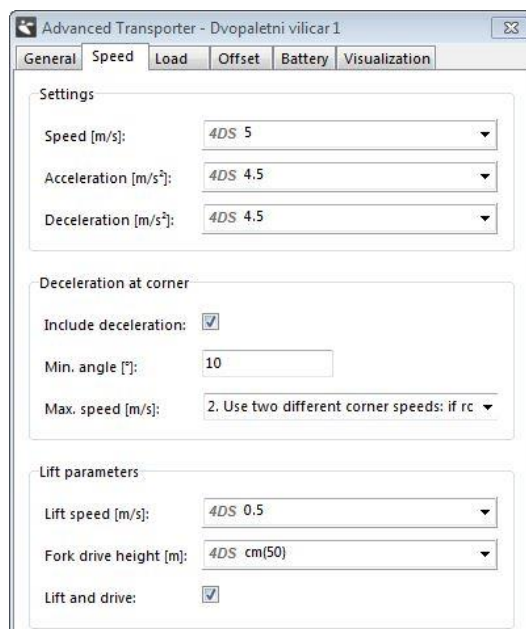 Advanced Transporter - Dvopaletni vilicar 1
General Speed Load Offset Battery Visualization
Settings
Speed [m/s]: 4DS 5
Acceleration [m/s²]: 4DS 4.5
Deceleration [m/s²]: 4DS 4.5
Deceleration at corner
Include deceleration:
Min. angle [°]: 10
Max. speed [m/s]: 2. Use two different corner speeds: if rc
Lift parameters
Lift speed [m/s]: 4DS 0.5
Fork drive height [m]: 4DS cm(50)
Lift and drive: